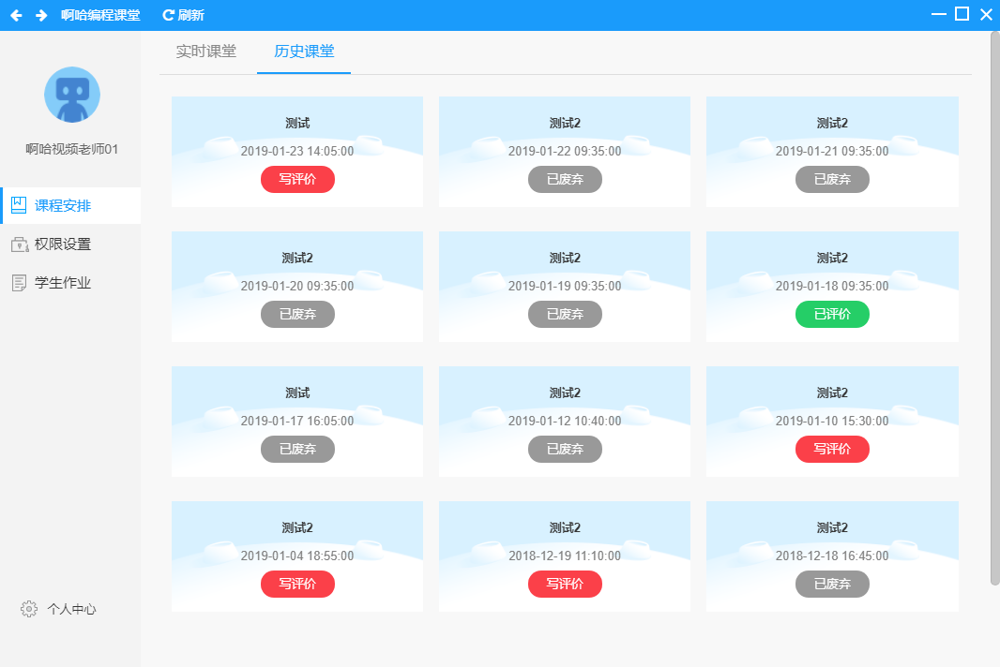 啊哈编程课堂 刷新
实时课堂 历史课堂
啊哈视频老师01
课程安排
权限设置
学生作业
个人中心
测试
2019-01-23 14:05:00
写评价
测试2
2019-01-22 09:35:00
已废弃
测试2
2019-01-21 09:35:00
已废弃
测试2
2019-01-20 09:35:00
已废弃
测试2
2019-01-19 09:35:00
已废弃
测试2
2019-01-18 09:35:00
已评价
测试
2019-01-17 16:05:00
已废弃
测试2
2019-01-12 10:40:00
已废弃
测试2
2019-01-10 15:30:00
写评价
测试2
2019-01-04 18:55:00
写评价
测试2
2018-12-19 11:10:00
写评价
测试2
2018-12-18 16:45:00
已废弃